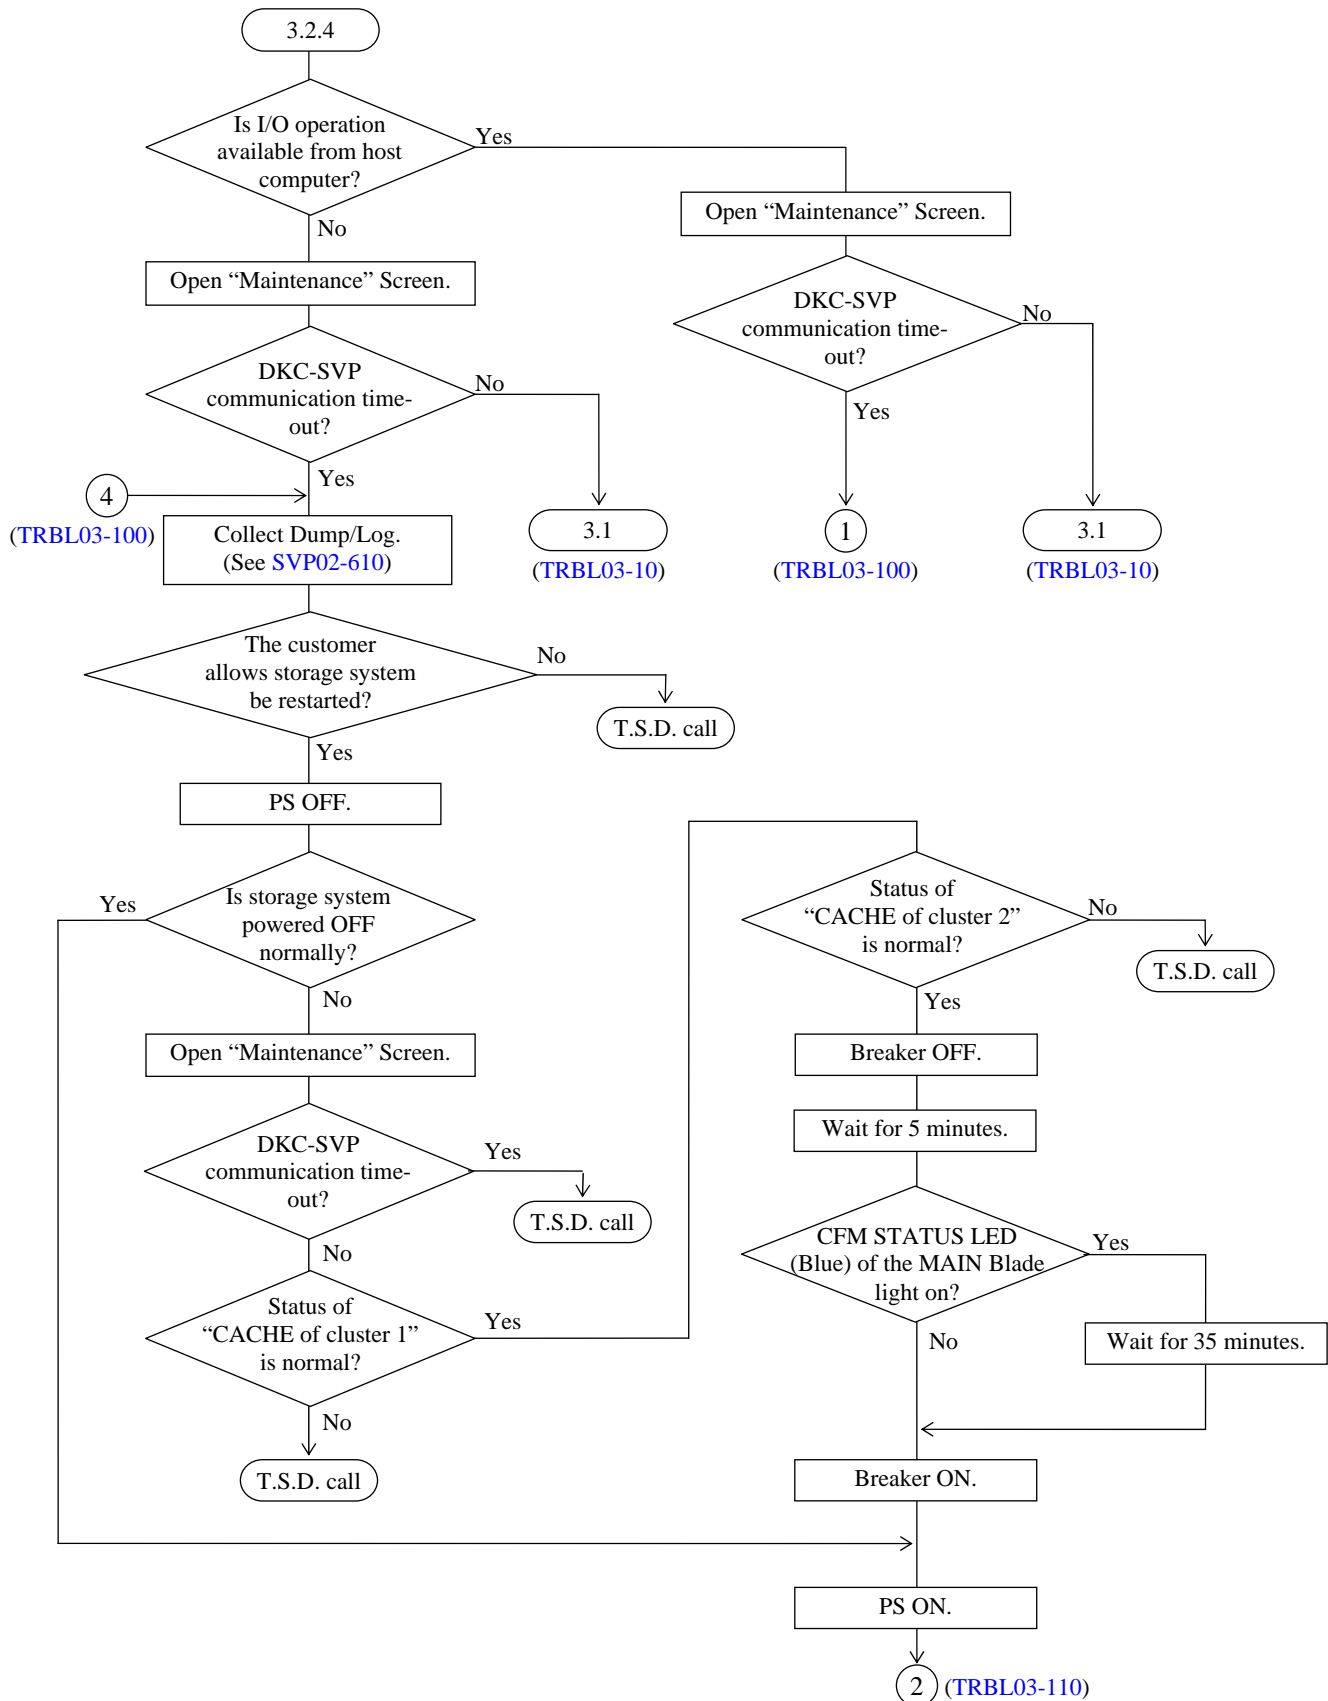 3.2.4
Is I/O operation
available from host
computer?
Yes
No
Open “Maintenance” Screen.
DKC-SVP
communication time-
out?
No
Yes
1
(TRBL03-100)
3.1
(TRBL03-10)
Open “Maintenance” Screen.
DKC-SVP
communication time-
out?
No
Yes
3.1
(TRBL03-10)
4
(TRBL03-100)
Collect Dump/Log.
(See SVP02-610)
The customer
allows storage system
be restarted?
No
T.S.D. call
Yes
PS OFF.
Is storage system
powered OFF
normally?
Yes
No
Open “Maintenance” Screen.
DKC-SVP
communication time-
out?
Yes
T.S.D. call
No
Status of
“CACHE of cluster 1”
is normal?
Yes
No
T.S.D. call
Status of
“CACHE of cluster 2”
is normal?
No
T.S.D. call
Yes
Breaker OFF.
Wait for 5 minutes.
CFM STATUS LED
(Blue) of the MAIN Blade
light on?
Yes
No
Wait for 35 minutes.
Breaker ON.
PS ON.
2
(TRBL03-110)